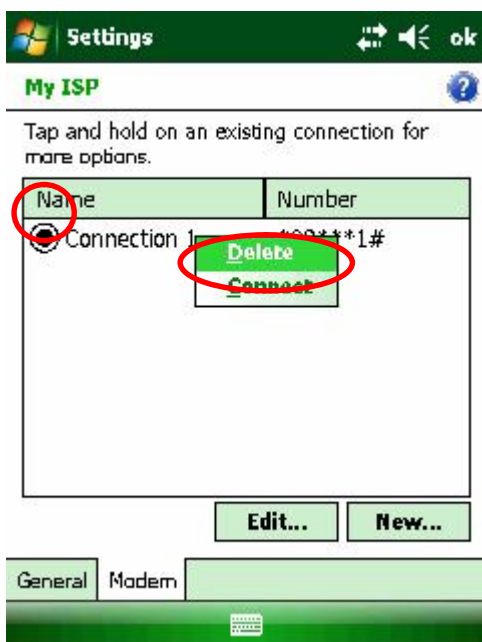 Settings ok
My ISP ?
Tap and hold on an existing connection for
more options.
Name Number
Connection 1 ***1#
Delete
Connect
Edit... New...
General Modem